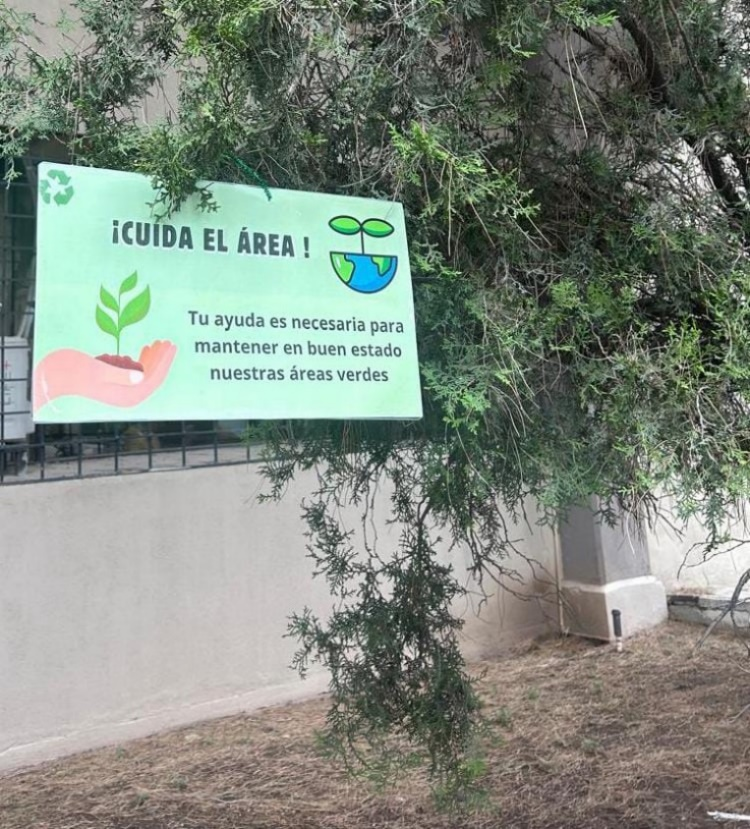 ¡CUIDA EL ÁREA !
Tu ayuda es necesaria para
mantener en buen estado
nuestras áreas verdes